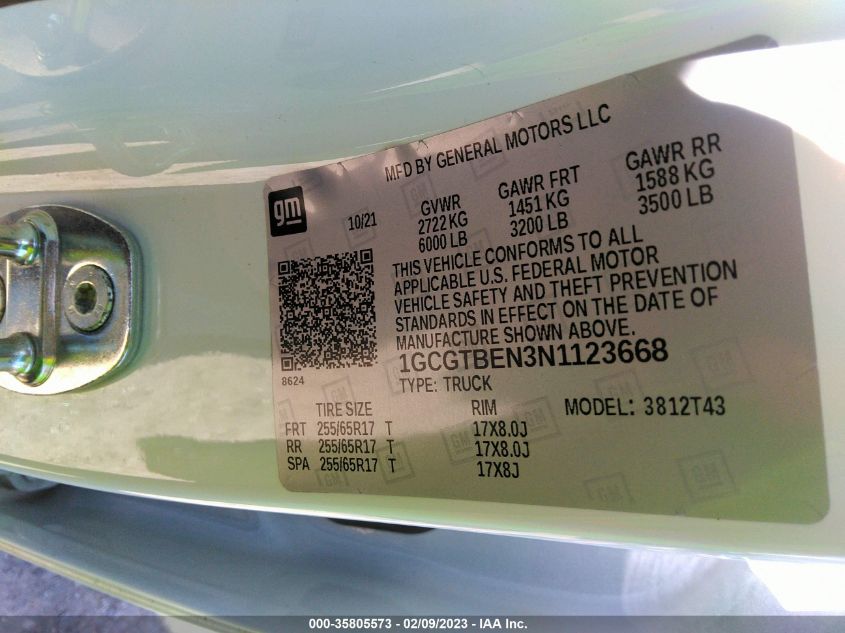 MFD BY GENERAL MOTORS LLC
gm
10/21
GVWR
2722 KG
6000 LB
GAWR FRT
1451 KG
3200 LB
GAWR RR
1588 KG
3500 LB
THIS VEHICLE CONFORMS TO ALL
APPLICABLE U.S. FEDERAL MOTOR
VEHICLE SAFETY AND THEFT PREVENTION
STANDARDS IN EFFECT ON THE DATE OF
MANUFACTURE SHOWN ABOVE.
1GCGTBEN3N1123668
8624
TYPE: TRUCK
TIRE SIZE RIM MODEL: 3812T43
FRT 255/65R17 T 17X8.0J
RR 255/65R17 T 17X8.0J
SPA 255/65R17 T 17X8J
000-35805573 - 02/09/2023 - IAA Inc.